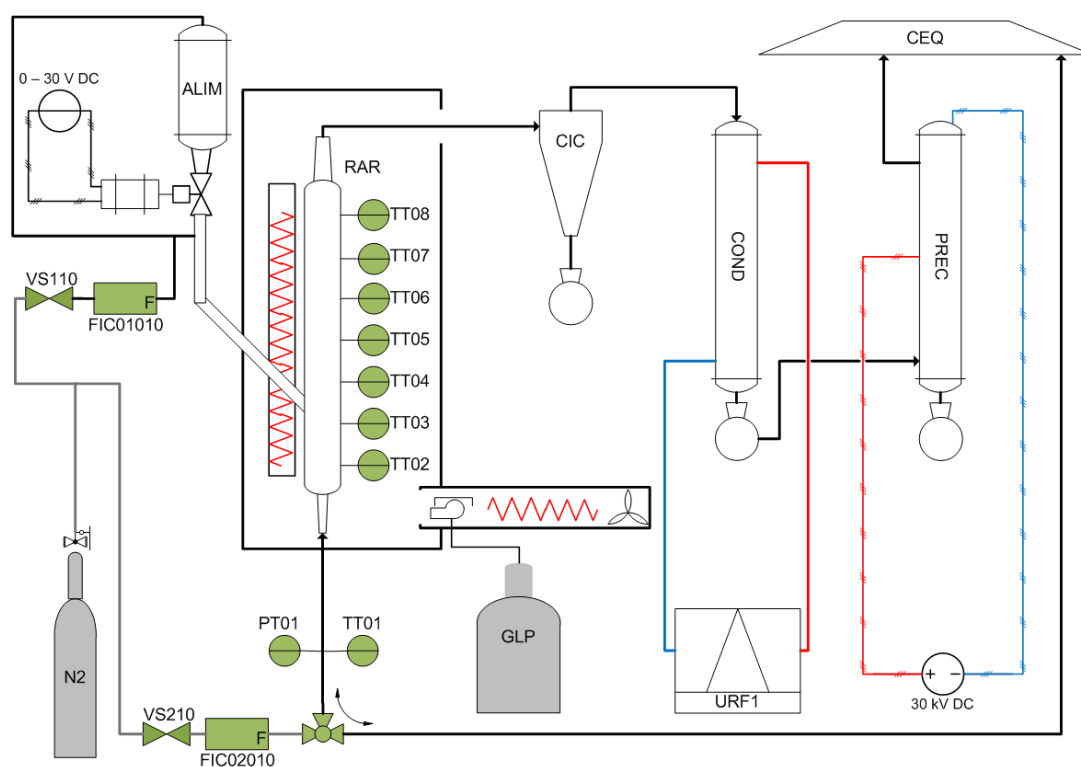 CEQ
0 – 30 V DC
ALIM
CIC
RAR
TT08
COND
PREC
TT07
VS110
TT06
F
FIC01010
TT05
TT04
TT03
TT02
PT01
TT01
GLP
N2
+ −
URF1
30 kV DC
VS210
F
FIC02010